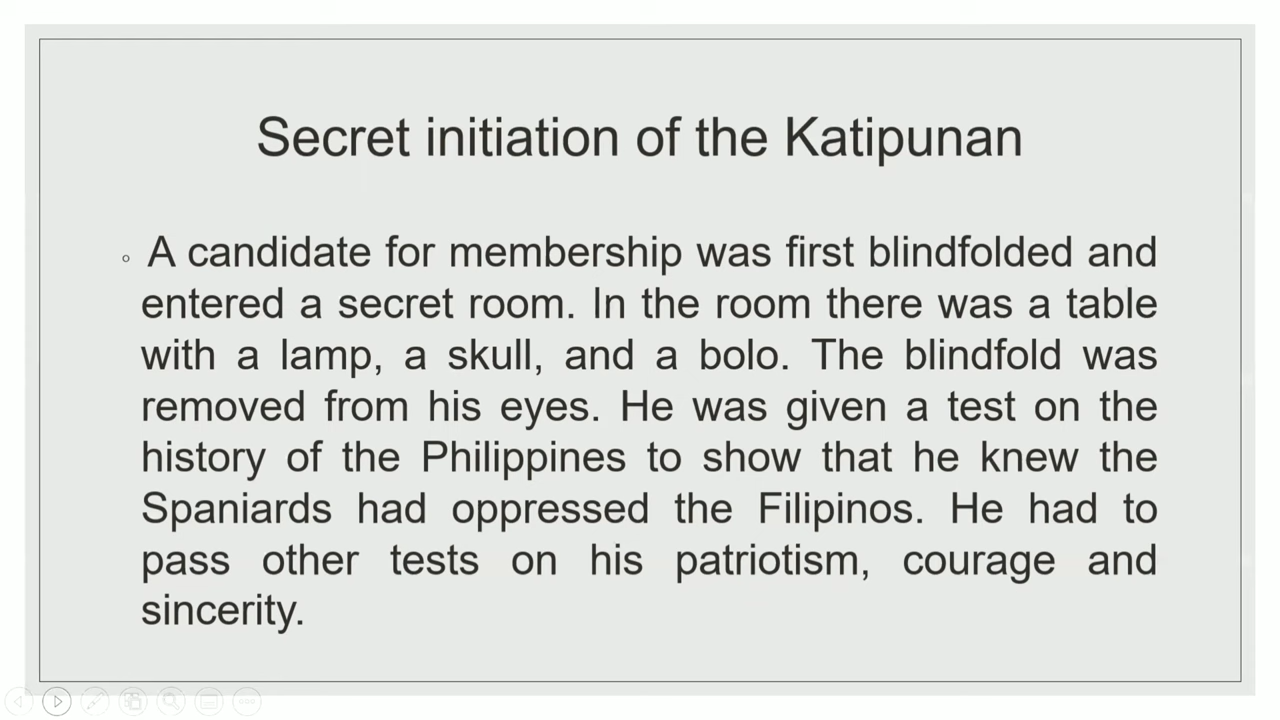 Secret initiation of the Katipunan
◦ A candidate for membership was first blindfolded and
entered a secret room. In the room there was a table
with a lamp, a skull, and a bolo. The blindfold was
removed from his eyes. He was given a test on the
history of the Philippines to show that he knew the
Spaniards had oppressed the Filipinos. He had to
pass other tests on his patriotism, courage and
sincerity.